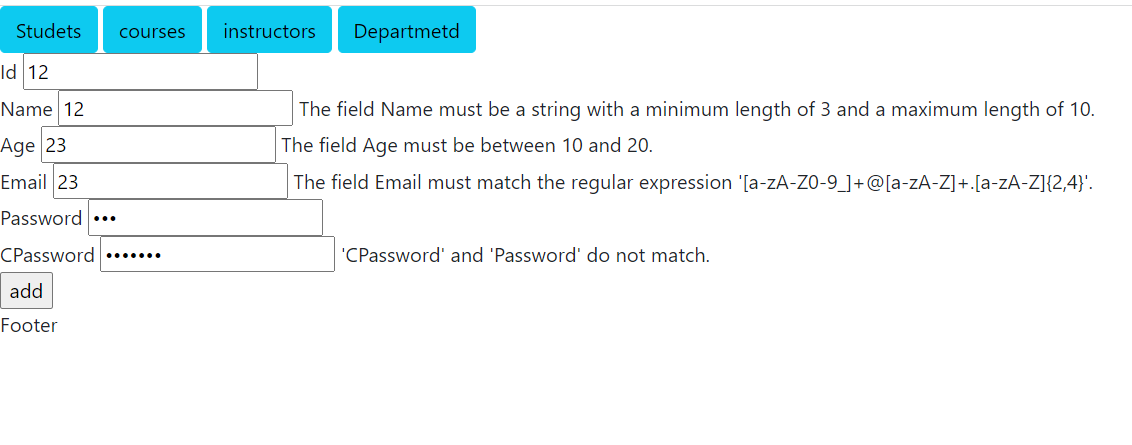 Studets courses instructors Departmetd
Id 12
Name 12 The field Name must be a string with a minimum length of 3 and a maximum length of 10.
Age 23 The field Age must be between 10 and 20.
Email 23 The field Email must match the regular expression '[a-zA-Z0-9_]+@[a-zA-Z]+.[a-zA-Z]{2,4}'.
Password •••
CPassword ••••••• 'CPassword' and 'Password' do not match.
add
Footer